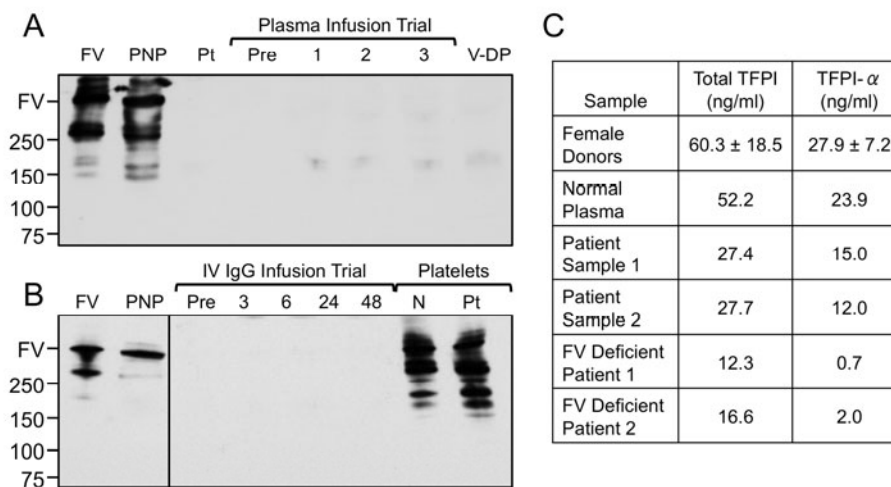 A
Plasma Infusion Trial
FV PNP Pt Pre 1 2 3 V-DP
FV
250
150
100
75
B
IV IgG Infusion Trial Platelets
FV PNP Pre 3 6 24 48 N Pt
FV
250
150
100
75
C
Sample Total TFPI (ng/ml) TFPI-α (ng/ml)
Female Donors 60.3 ± 18.5 27.9 ± 7.2
Normal Plasma 52.2 23.9
Patient Sample 1 27.4 15.0
Patient Sample 2 27.7 12.0
FV Deficient Patient 1 12.3 0.7
FV Deficient Patient 2 16.6 2.0